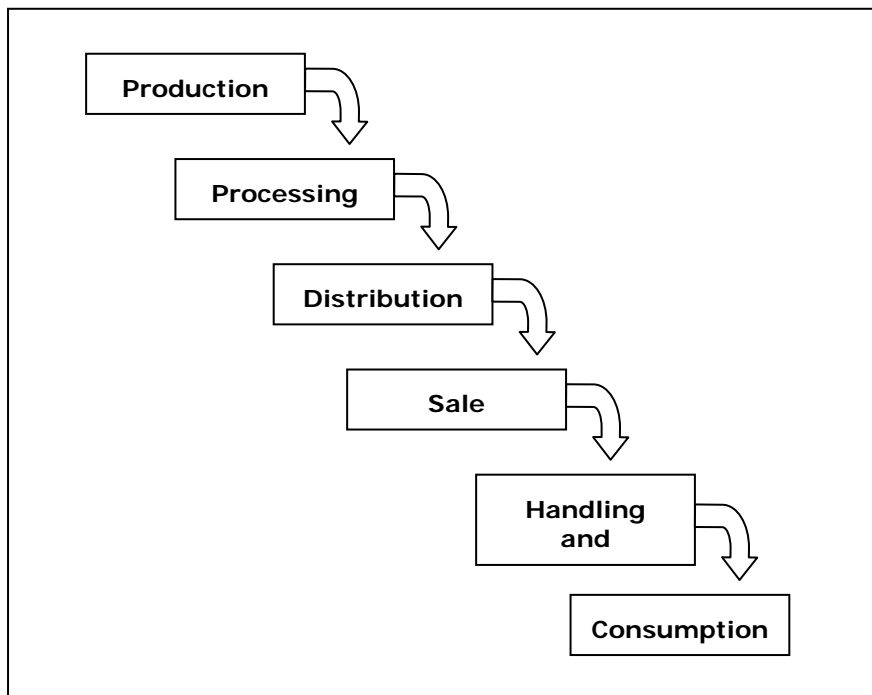 Production
Processing
Distribution
Sale
Handling
and
Consumption